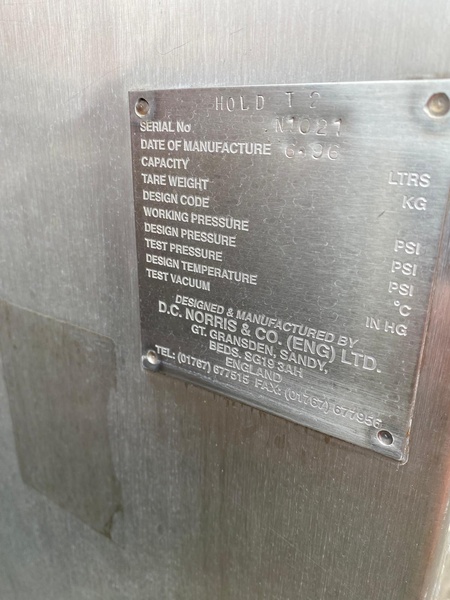 HOLD T 2
SERIAL No N1021
DATE OF MANUFACTURE 6-96
CAPACITY LTRS
TARE WEIGHT KG
DESIGN CODE
WORKING PRESSURE PSI
DESIGN PRESSURE PSI
TEST PRESSURE PSI
DESIGN TEMPERATURE °C
TEST VACUUM IN HG
DESIGNED & MANUFACTURED BY
D.C. NORRIS & CO. (ENG) LTD.
GT. GRANSDEN, SANDY,
BEDS. SG19 3AH
ENGLAND
TEL: (01767) 677515 FAX: (01767) 677956